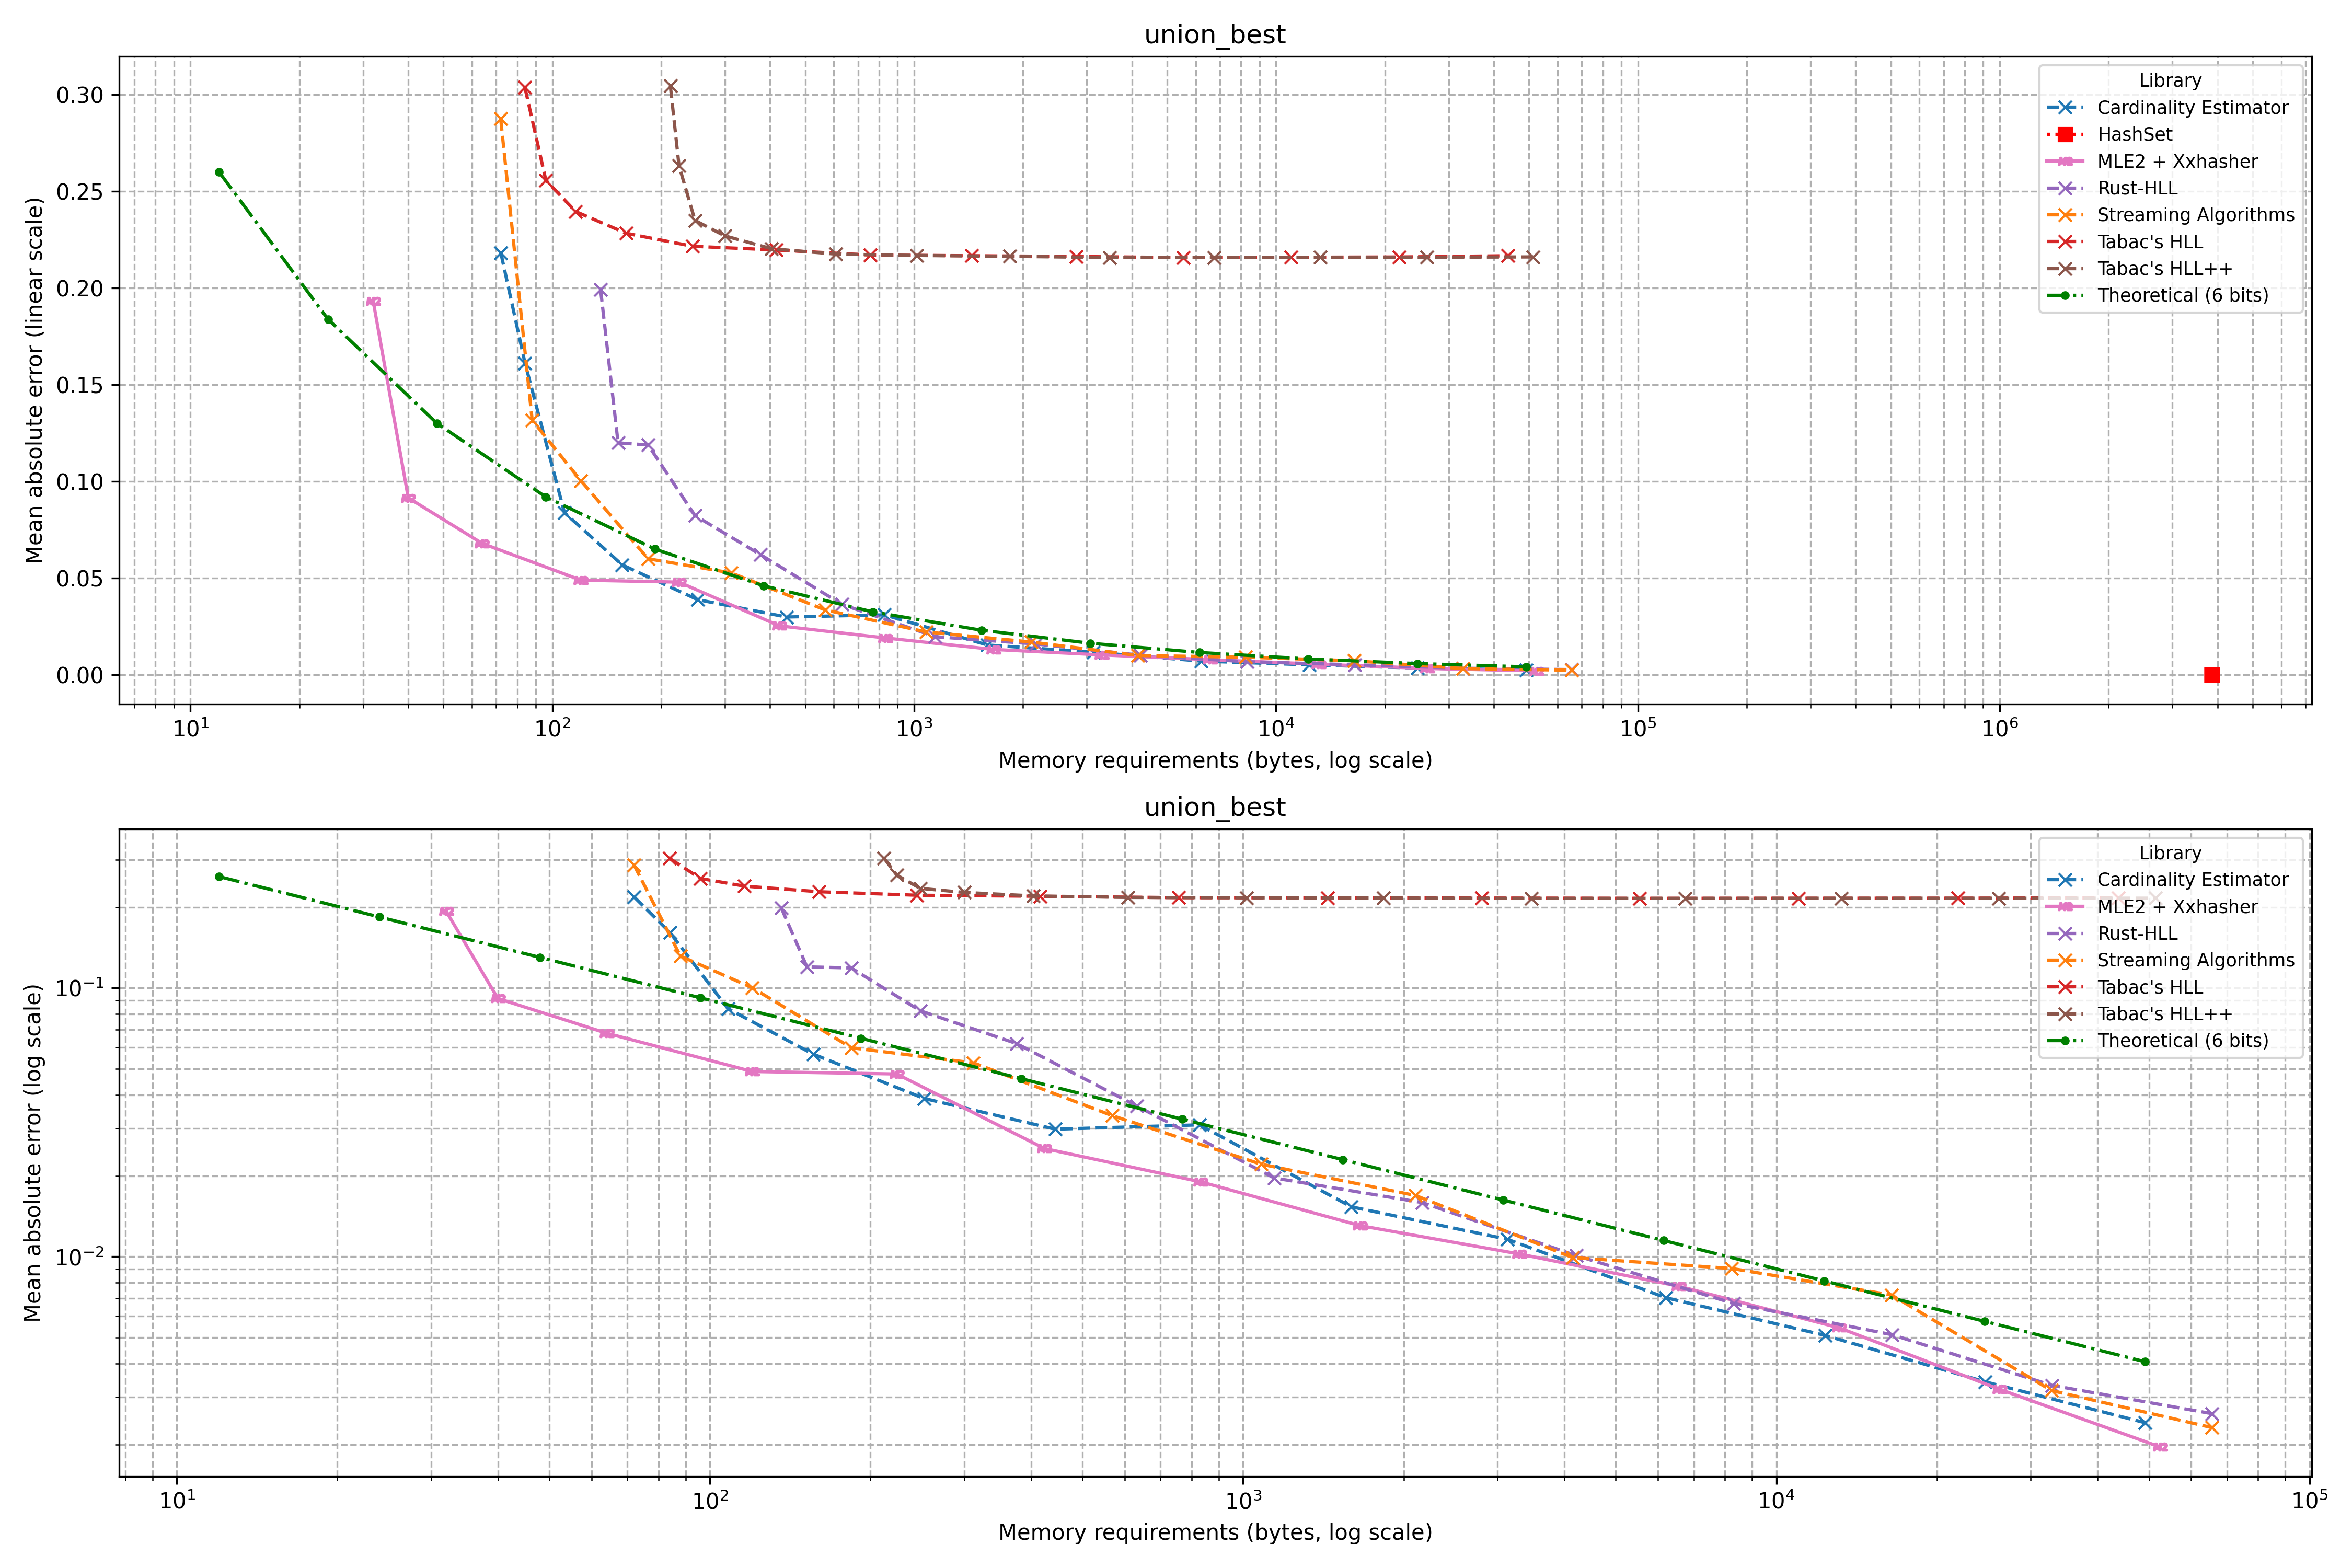 union_best
Mean absolute error (linear scale)
0.30
0.25
0.20
0.15
0.10
0.05
0.00
Library
Cardinality Estimator
HashSet
MLE2 + Xxhasher
Rust-HLL
Streaming Algorithms
Tabac's HLL
Tabac's HLL++
Theoretical (6 bits)
10¹ 10² 10³ 10⁴ 10⁵ 10⁶
Memory requirements (bytes, log scale)
union_best
Mean absolute error (log scale)
10⁻¹
10⁻²
Library
Cardinality Estimator
MLE2 + Xxhasher
Rust-HLL
Streaming Algorithms
Tabac's HLL
Tabac's HLL++
Theoretical (6 bits)
10¹ 10² 10³ 10⁴ 10⁵
Memory requirements (bytes, log scale)